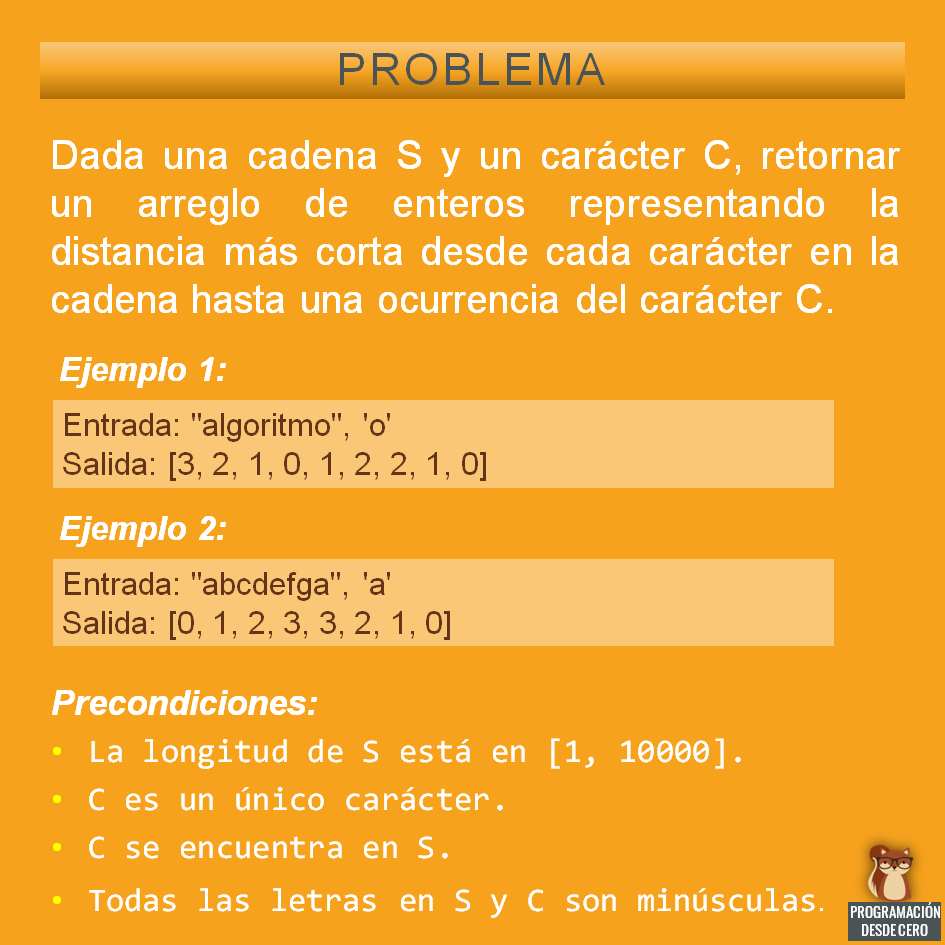 PROBLEMA
Dada una cadena S y un carácter C, retornar
un arreglo de enteros representando la
distancia más corta desde cada carácter en la
cadena hasta una ocurrencia del carácter C.
Ejemplo 1:
Entrada: "algoritmo", 'o'
Salida: [3, 2, 1, 0, 1, 2, 2, 1, 0]
Ejemplo 2:
Entrada: "abcdefga", 'a'
Salida: [0, 1, 2, 3, 3, 2, 1, 0]
Precondiciones:
• La longitud de S está en [1, 10000].
• C es un único carácter.
• C se encuentra en S.
• Todas las letras en S y C son minúsculas.
PROGRAMACIÓN
DESDE CERO